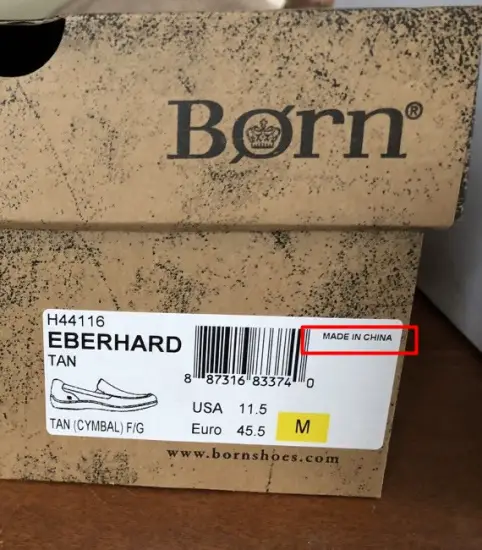 Børn®
H44116
EBERHARD
TAN
MADE IN CHINA
8 87316 83374 0
USA 11.5
Euro 45.5
M
TAN (CYMBAL) F/G
www.bornshoes.com